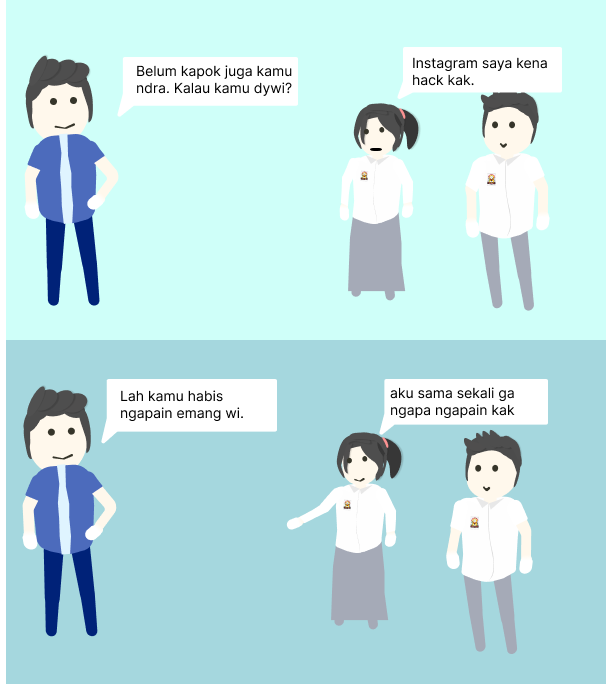 Belum kapok juga kamu
ndra. Kalau kamu dywi?
Instagram saya kena
hack kak.
Lah kamu habis
ngapain emang wi.
aku sama sekali ga
ngapa ngapain kak